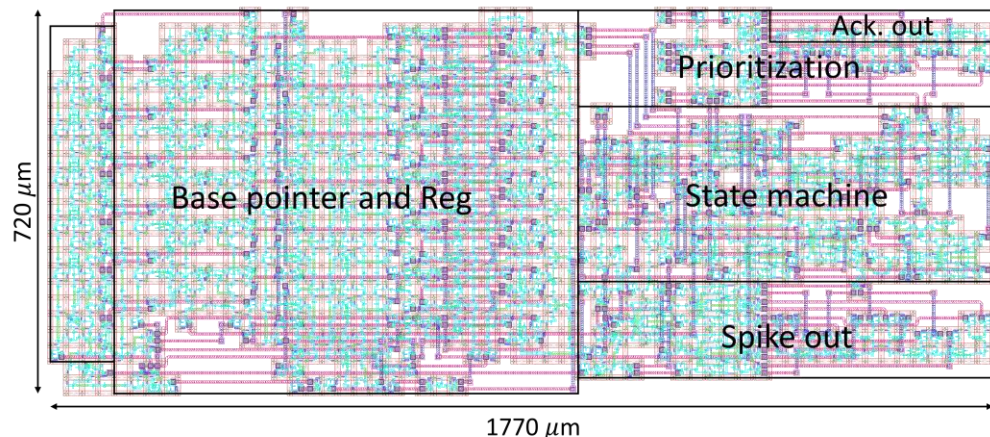 Ack. out
Prioritization
Base pointer and Reg
State machine
Spike out
720 μm
1770 μm